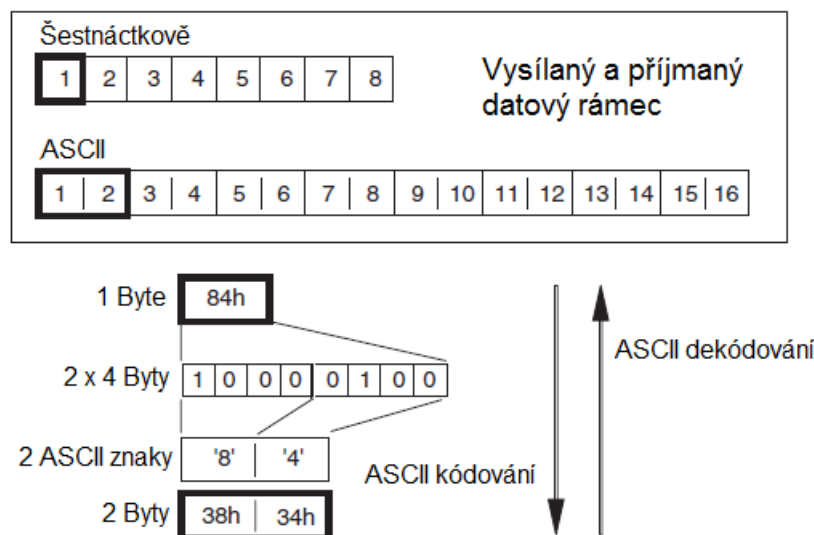 Šestnáctkově
1 2 3 4 5 6 7 8
Vysílaný a příjmaný
datový rámec
ASCII
1 2 3 4 5 6 7 8 9 10 11 12 13 14 15 16
1 Byte 84h
ASCII dekódování
2 x 4 Byty 1 0 0 0 0 1 0 0
2 ASCII znaky '8' '4'
ASCII kódování
2 Byty 38h 34h